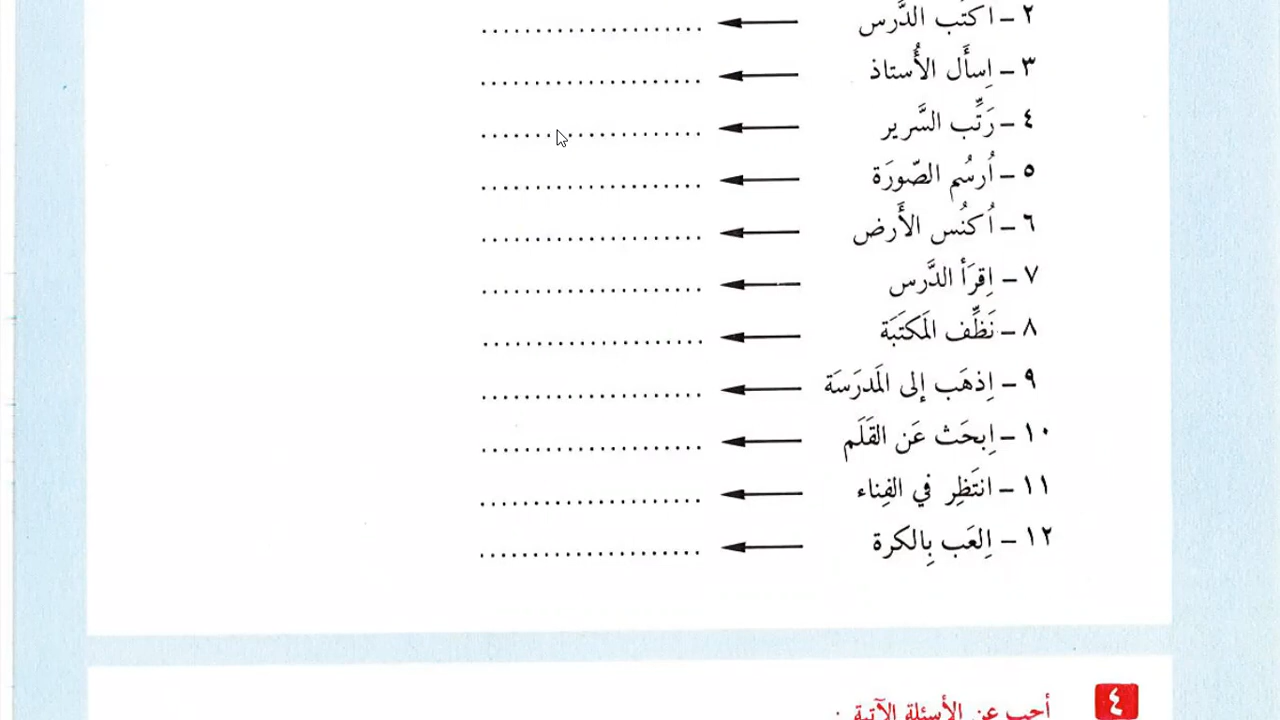 ٢ – اكتُب الدَّرس ...................
٣ – اِسأَل الأُستاذ ...................
٤ – رَتِّب السَّرير ...................
٥ – اُرسُم الصّورَة ...................
٦ – اُكنُس الأَرض ...................
٧ – اِقرَأ الدَّرس ...................
٨ – نَظِّف المَكتَبَة ...................
٩ – اِذهَب إلى المَدرَسَة ...................
١٠ – اِبحَث عَن القَلَم ...................
١١ – انتَظِر في الفِناء ...................
١٢ – اِلعَب بِالكرة ...................
٤ أجب عن الأسئلة الآتية :